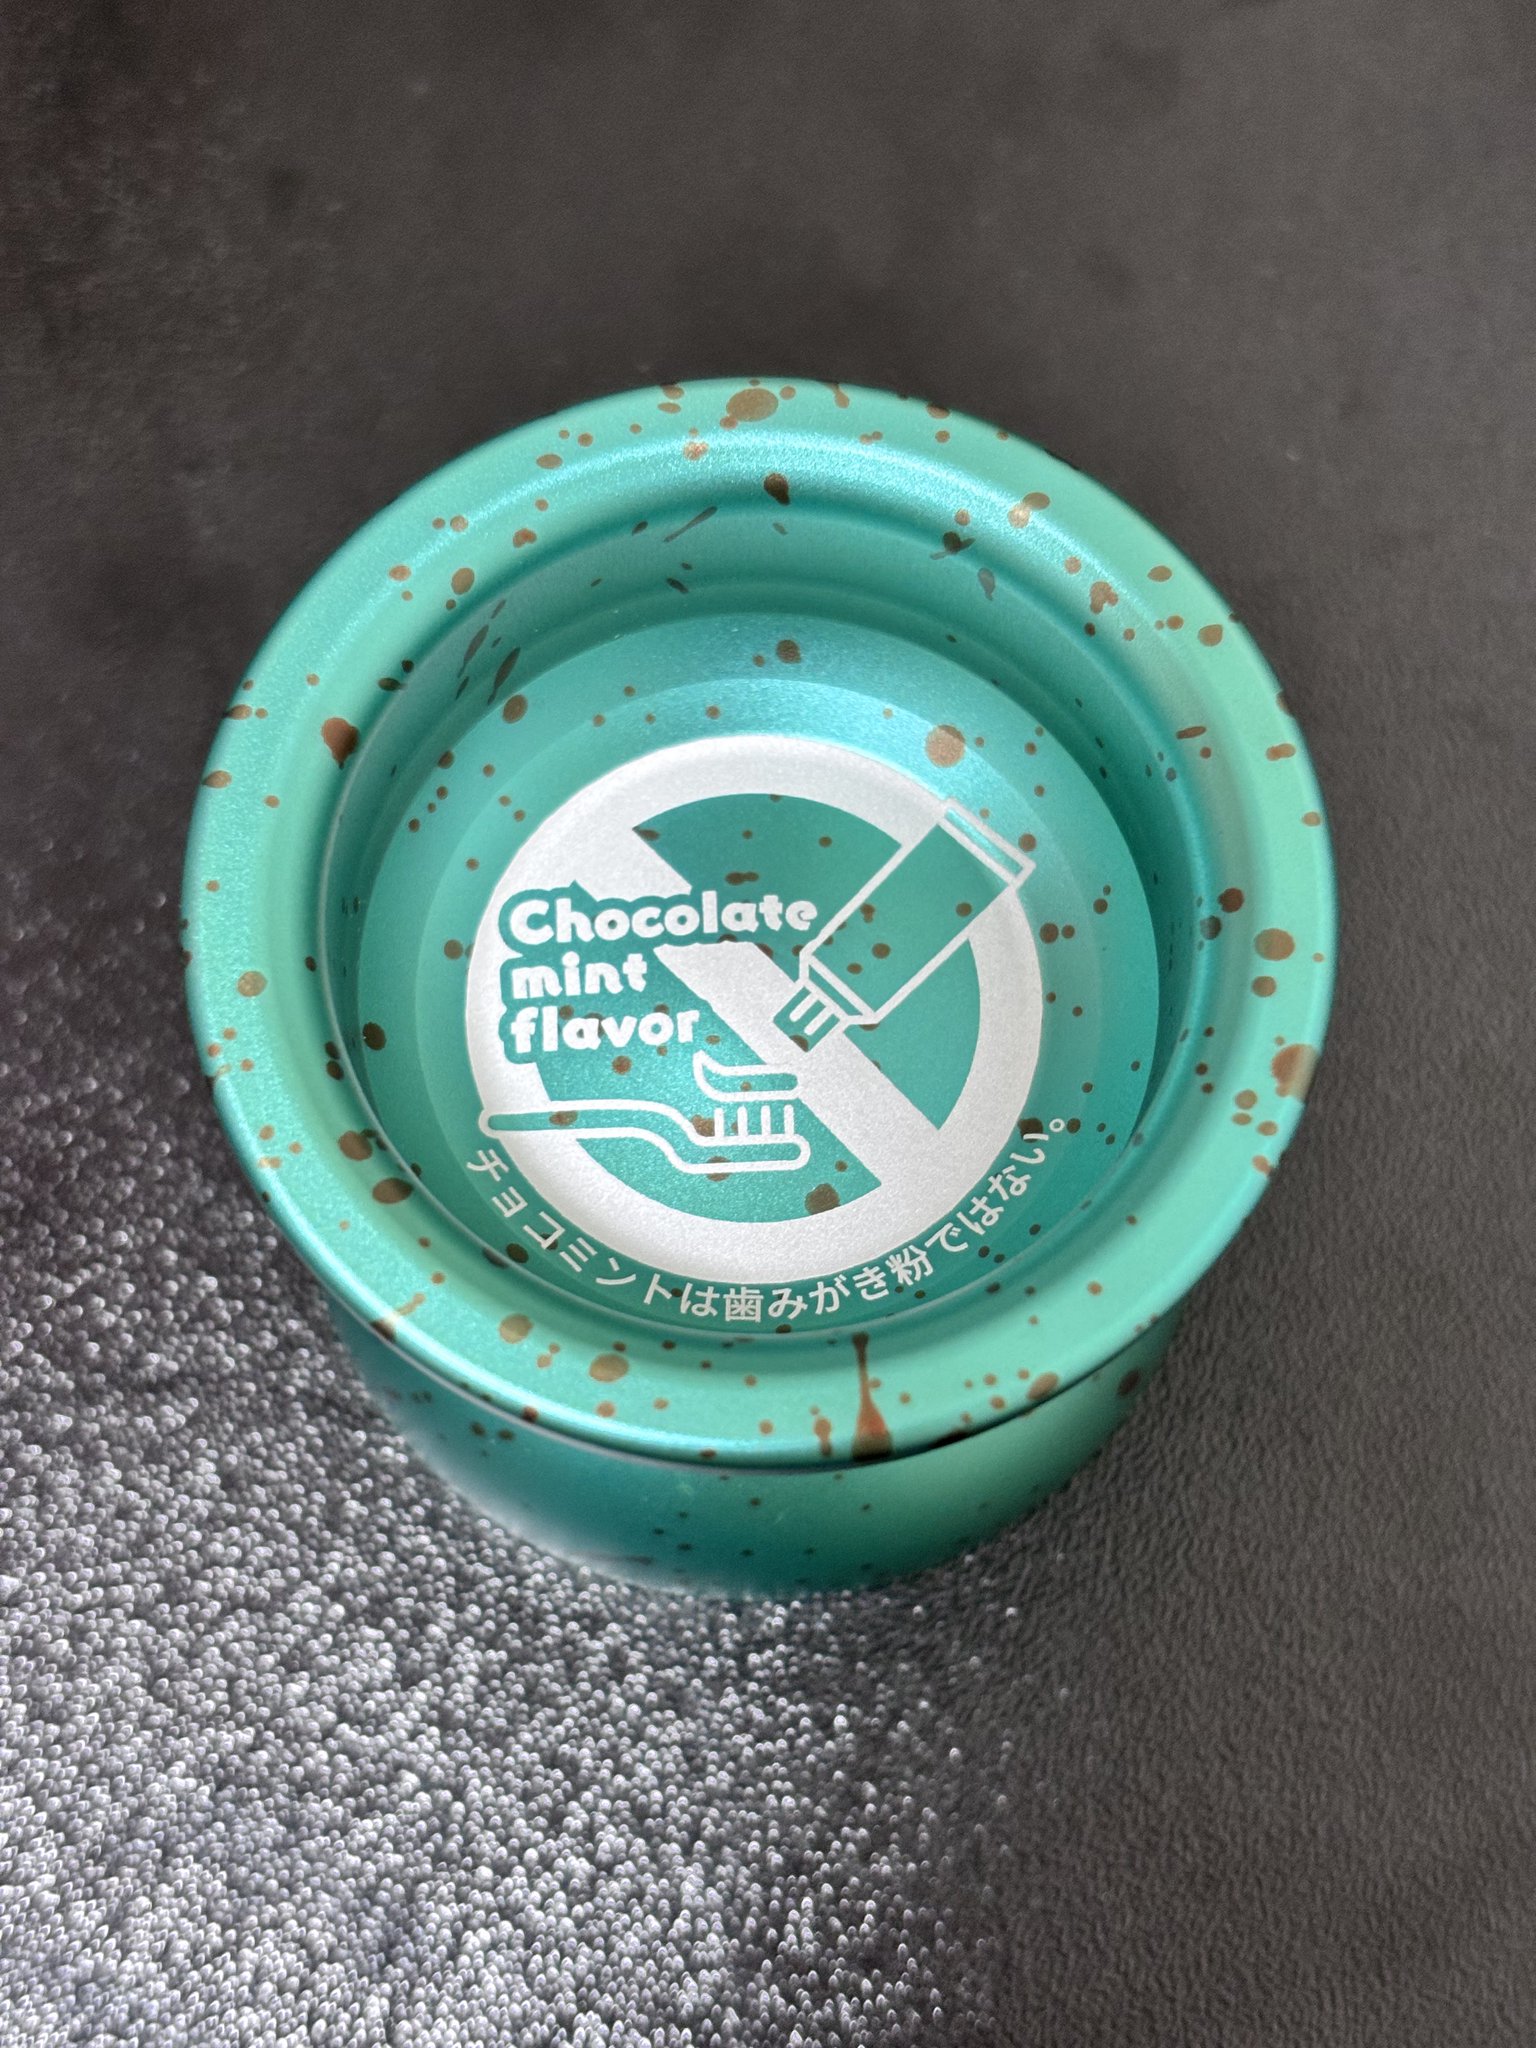 Chocolate
mint
flavor
チョコミントは歯みがき粉ではない。